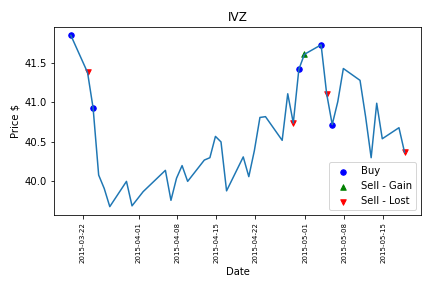 IVZ
Price $
41.5
41.0
40.5
40.0
Buy
Sell - Gain
Sell - Lost
2015-03-22
2015-04-01
2015-04-08
2015-04-15
2015-04-22
2015-05-01
2015-05-08
2015-05-15
Date